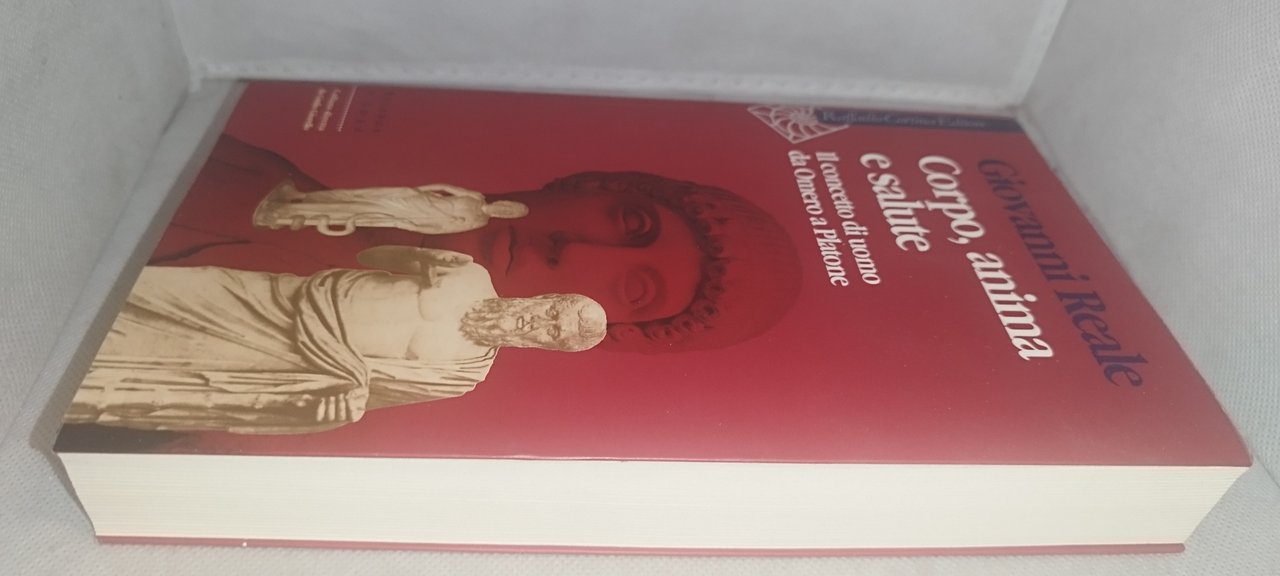 Raffaello Cortina Editore
Giovanni Reale
Corpo, anima
e salute
Il concetto di uomo
da Omero a Platone